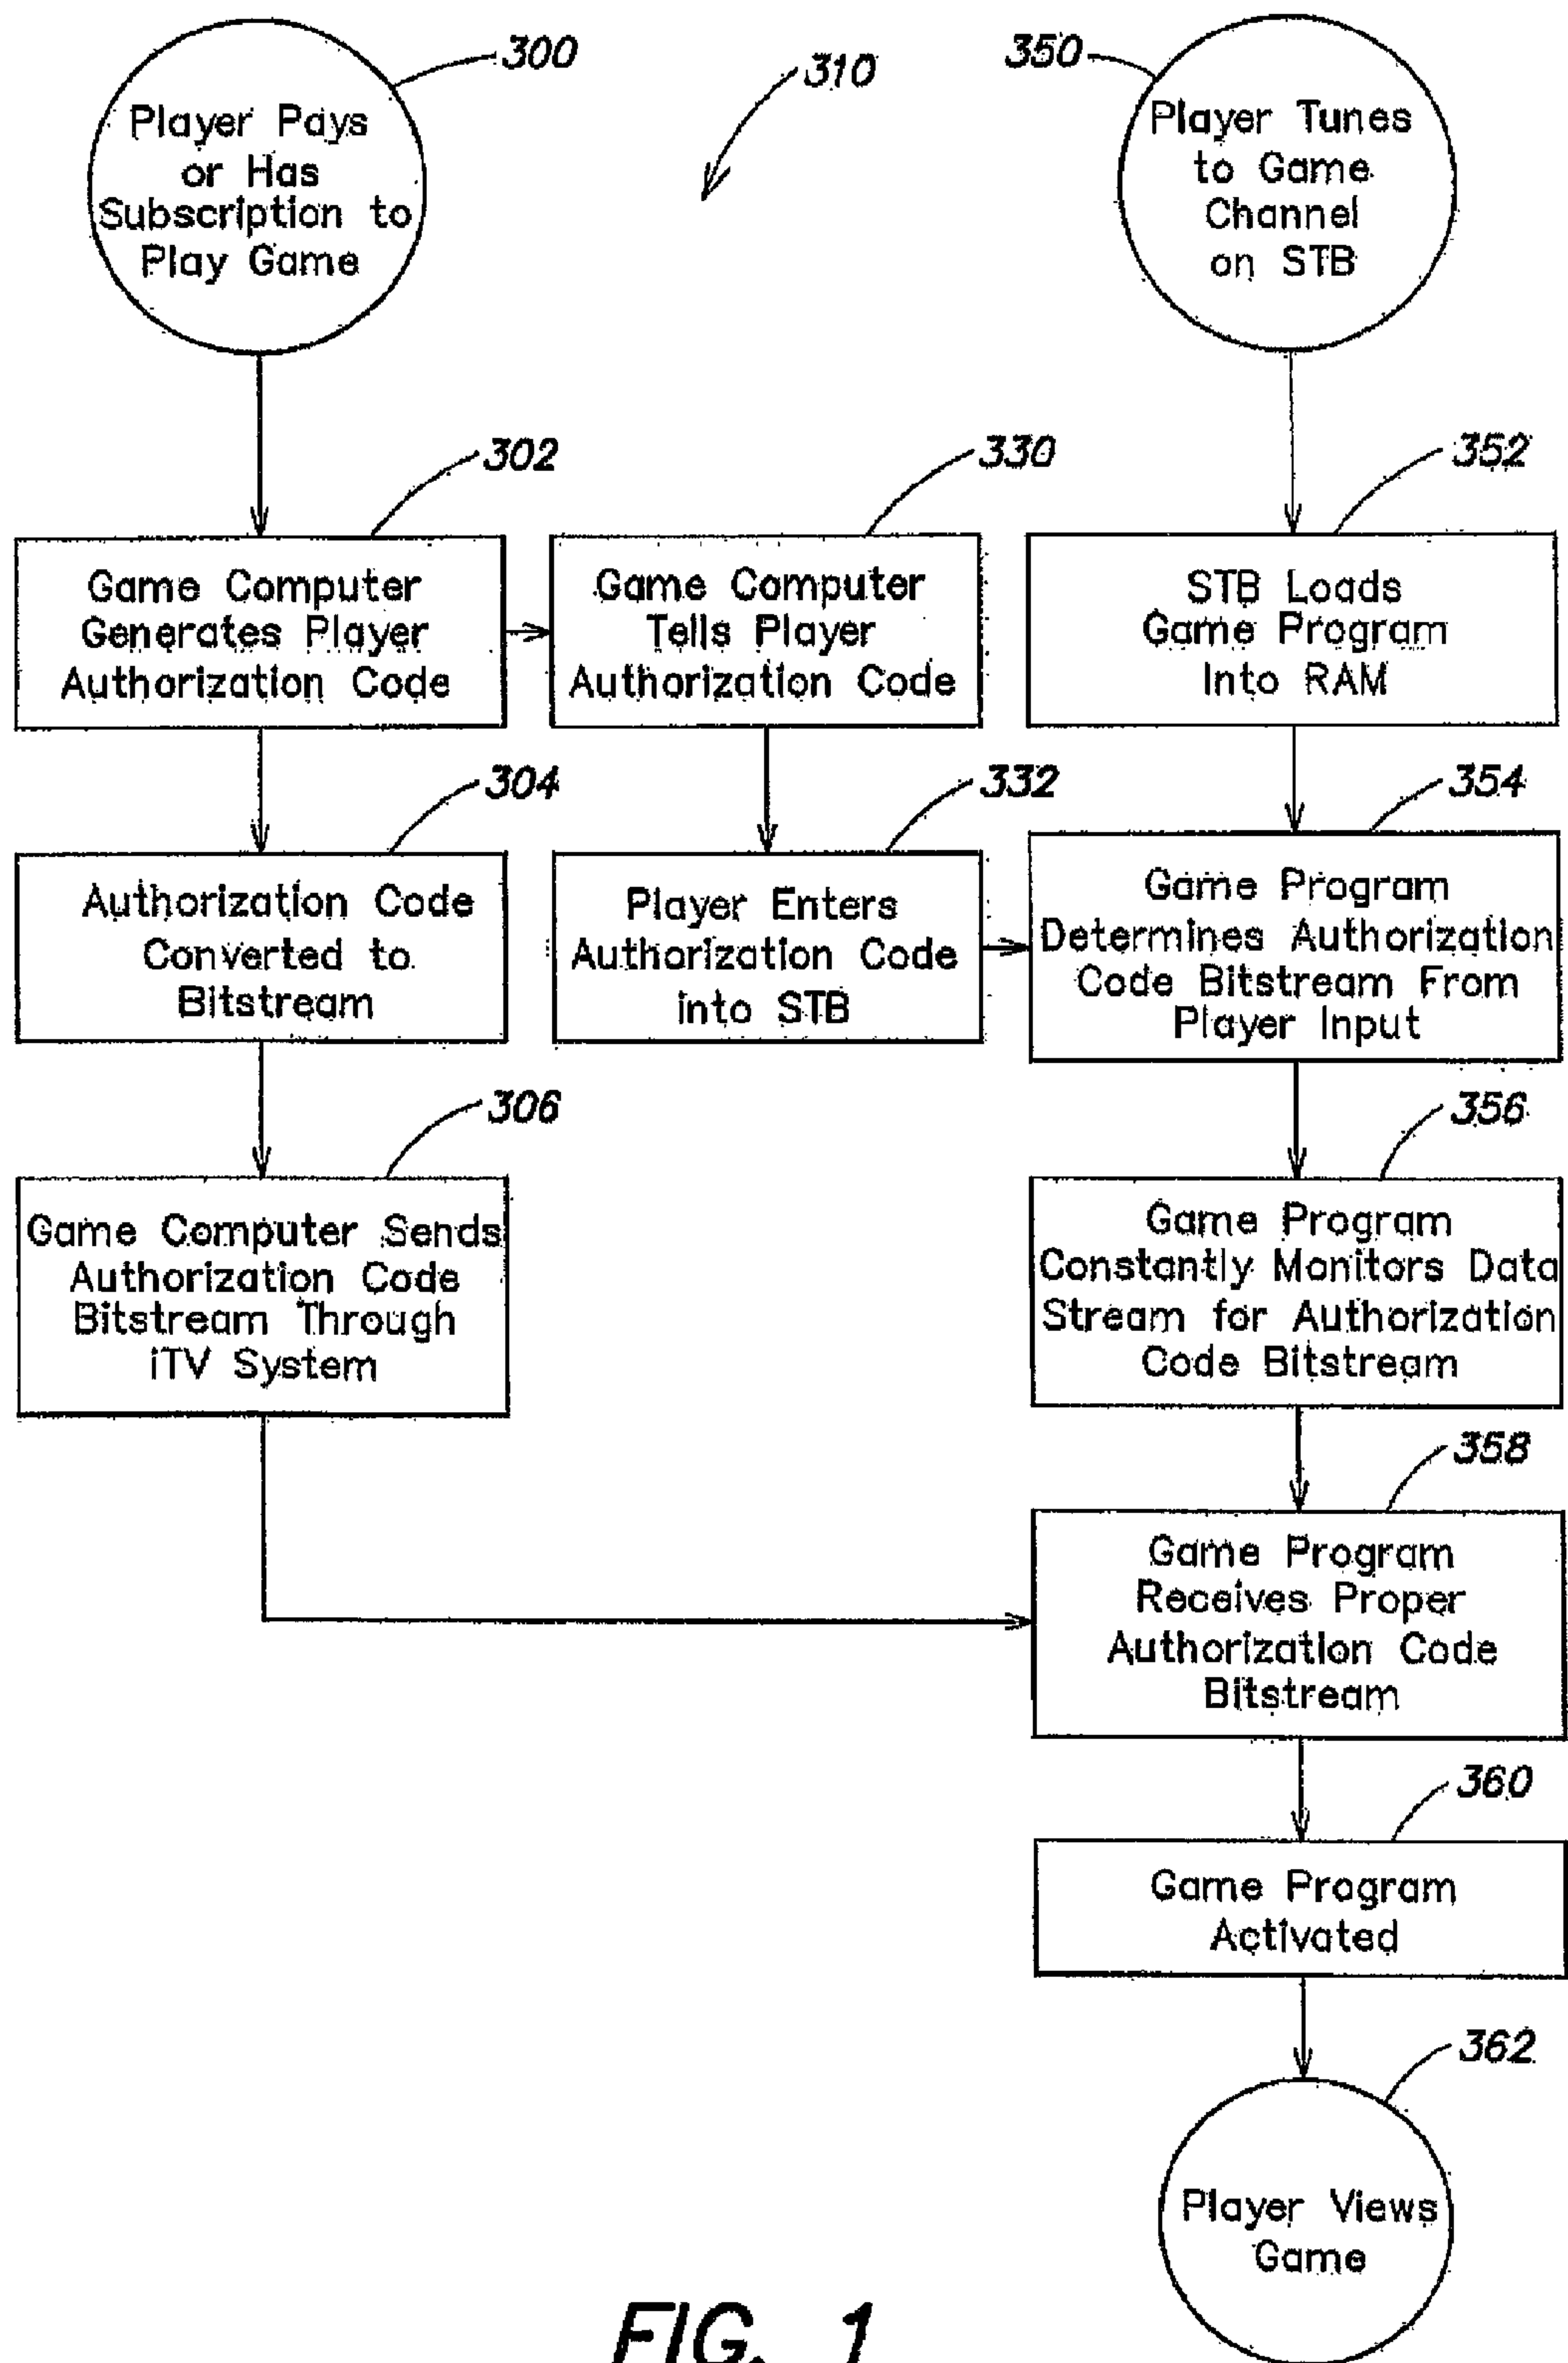 300
310
350
Player Pays
or Has
Subscription to
Play Game
Player Tunes
to Game
Channel
on STB
302
330
352
Game Computer
Generates Player
Authorization Code
Game Computer
Tells Player
Authorization Code
STB Loads
Game Program
Into RAM
304
332
354
Authorization Code
Converted to
Bitstream
Player Enters
Authorization Code
into STB
Game Program
Determines Authorization
Code Bitstream From
Player Input
306
356
Game Computer Sends
Authorization Code
Bitstream Through
iTV System
Game Program
Constantly Monitors Data
Stream for Authorization
Code Bitstream
358
Game Program
Receives Proper
Authorization Code
Bitstream
360
Game Program
Activated
362
Player Views
Game
FIG. 1